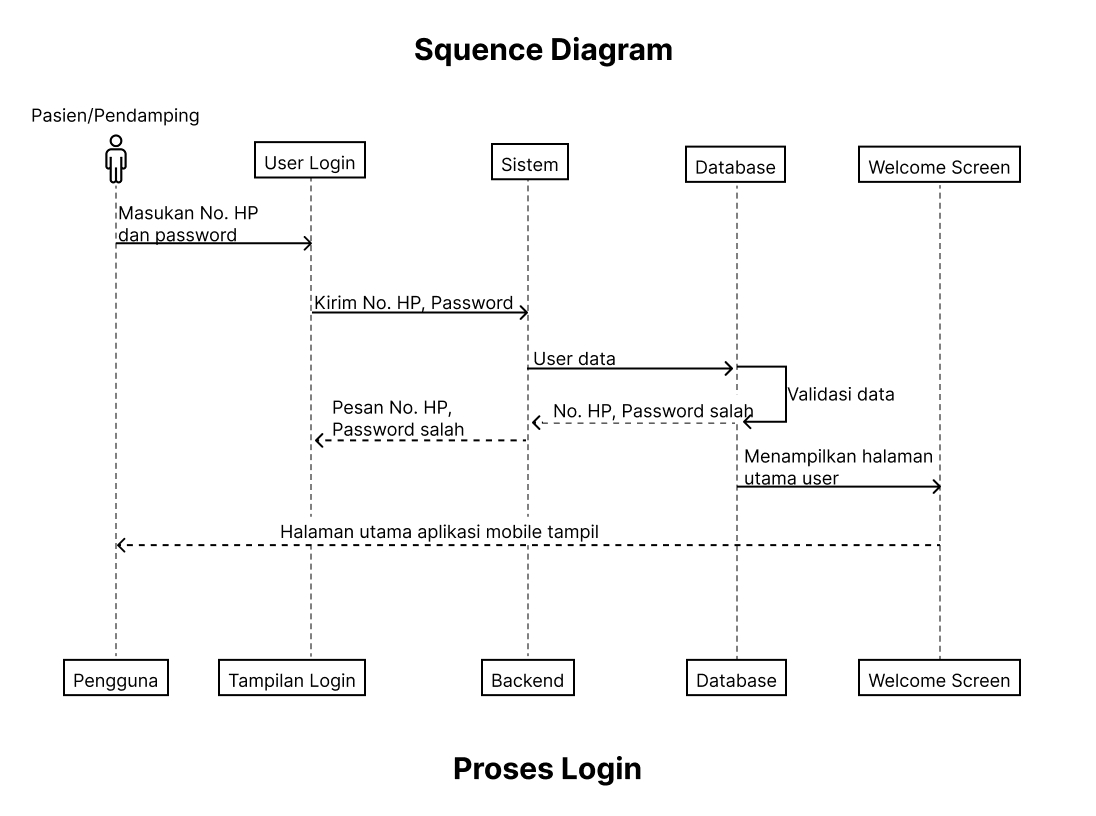 Squence Diagram
Pasien/Pendamping
User Login
Sistem
Database
Welcome Screen
Masukan No. HP
dan password
Kirim No. HP, Password
User data
Validasi data
No. HP, Password salah
Pesan No. HP,
Password salah
Menampilkan halaman
utama user
Halaman utama aplikasi mobile tampil
Pengguna
Tampilan Login
Backend
Database
Welcome Screen
Proses Login